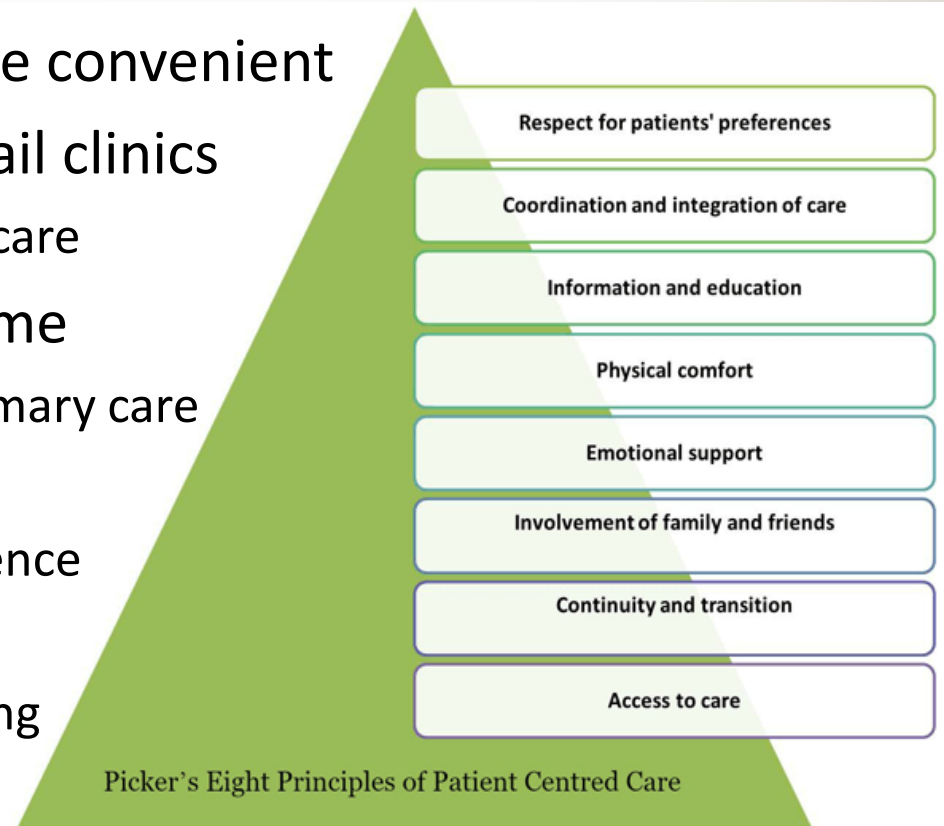 e convenient
ail clinics
care
me
mary care
ence
ng
Respect for patients' preferences
Coordination and integration of care
Information and education
Physical comfort
Emotional support
Involvement of family and friends
Continuity and transition
Access to care
Picker’s Eight Principles of Patient Centred Care